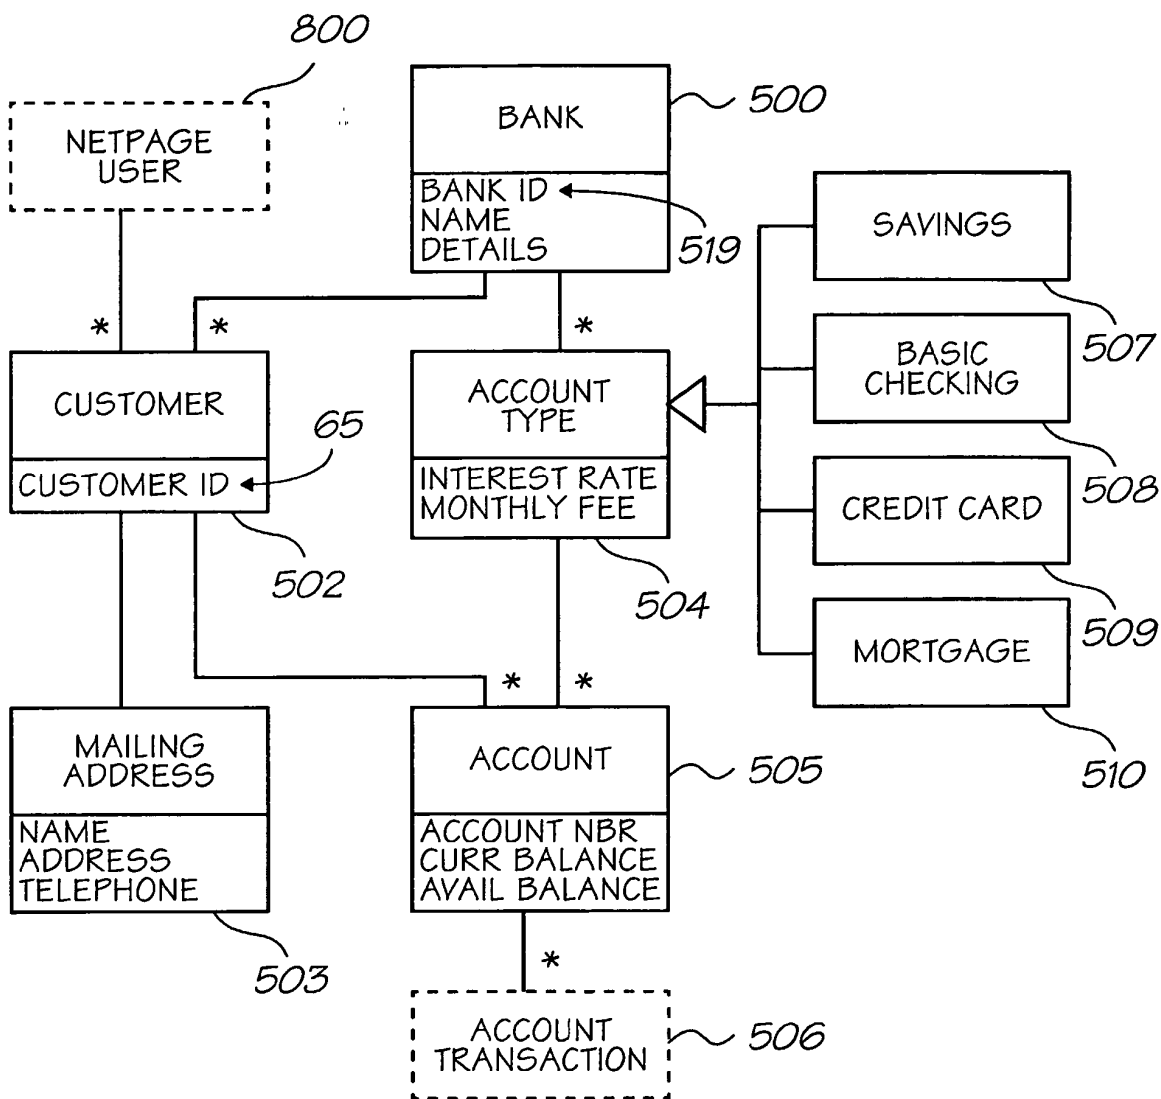 800
NETPAGE
USER
BANK
500
BANK ID
NAME
DETAILS
519
SAVINGS
507
*
*
*
CUSTOMER
CUSTOMER ID
65
502
ACCOUNT
TYPE
INTEREST RATE
MONTHLY FEE
504
BASIC
CHECKING
508
CREDIT CARD
509
MORTGAGE
510
*
*
MAILING
ADDRESS
NAME
ADDRESS
TELEPHONE
503
ACCOUNT
505
ACCOUNT NBR
CURR BALANCE
AVAIL BALANCE
*
ACCOUNT
TRANSACTION
506